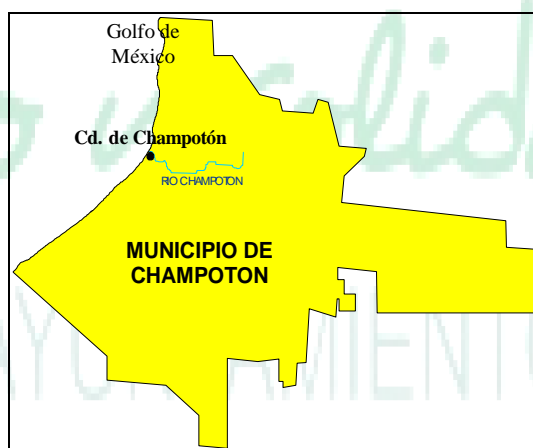 Golfo de
México
Cd. de Champotón
RIO CHAMPOTON
MUNICIPIO DE
CHAMPOTON